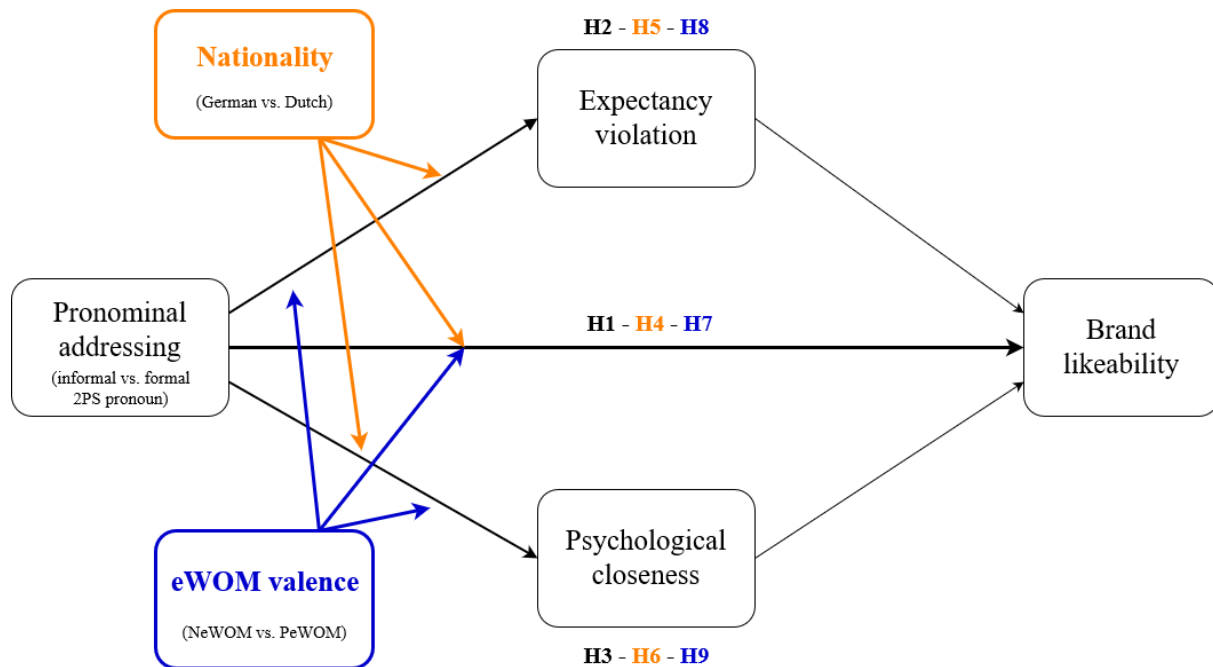 H2 - H5 - H8
Nationality
(German vs. Dutch)
Expectancy
violation
Pronominal
addressing
(informal vs. formal
2PS pronoun)
H1 - H4 - H7
Brand
likeability
eWOM valence
(NeWOM vs. PeWOM)
Psychological
closeness
H3 - H6 - H9